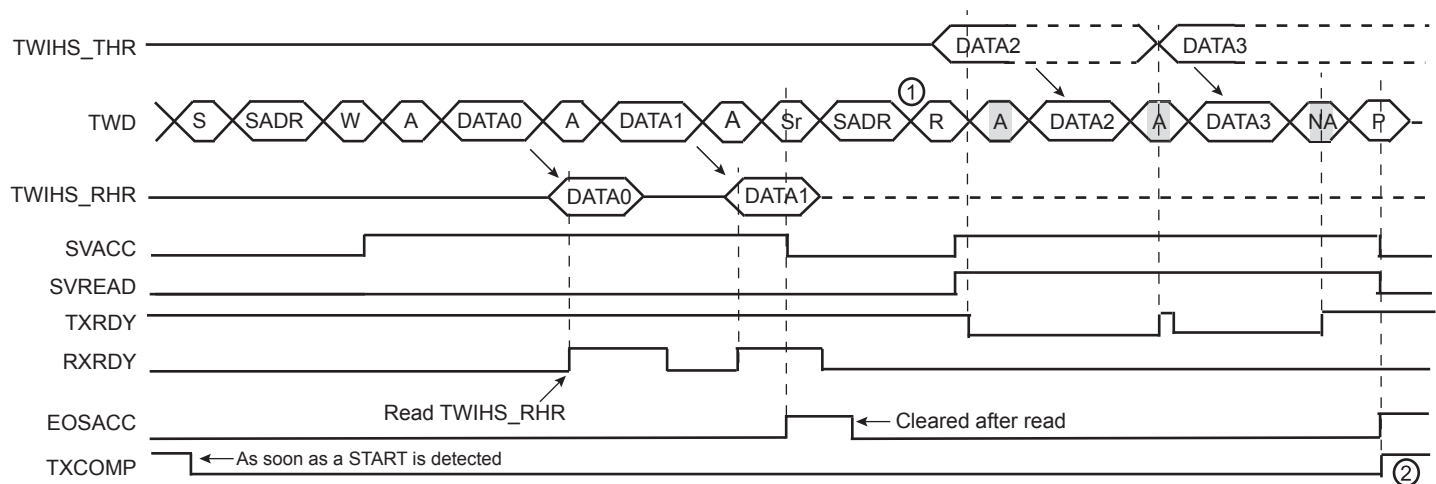 TWIHS_THR DATA2 DATA3
①
TWD S SADR W A DATA0 A DATA1 A Sr SADR R A DATA2 A DATA3 NA P
TWIHS_RHR DATA0 DATA1
SVACC
SVREAD
TXRDY
RXRDY
Read TWIHS_RHR
EOSACC Cleared after read
TXCOMP As soon as a START is detected ②